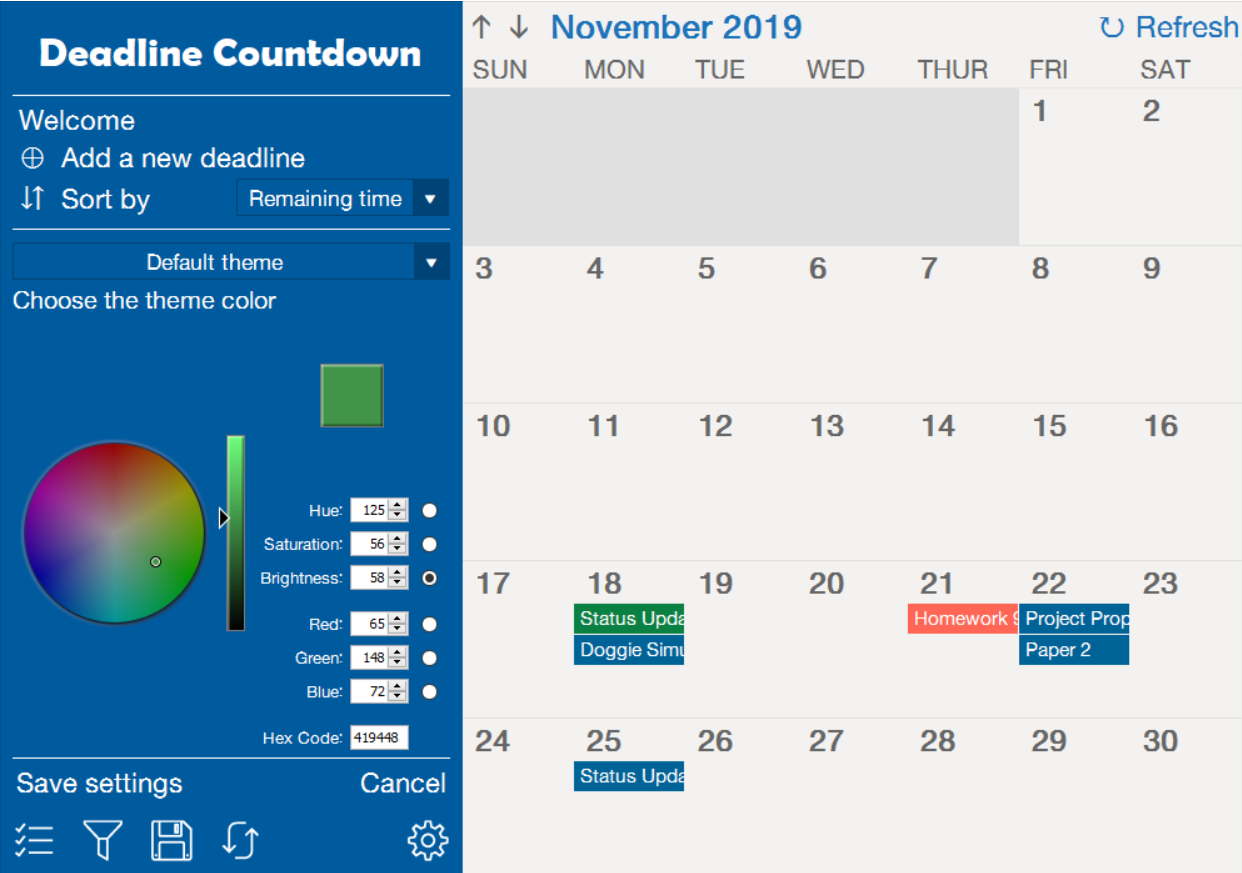 Deadline Countdown
Welcome
Add a new deadline
Sort by Remaining time
Default theme
Choose the theme color
Hue: 125
Saturation: 56
Brightness: 58
Red: 65
Green: 148
Blue: 72
Hex Code: 419448
Save settings Cancel
November 2019 Refresh
SUN MON TUE WED THUR FRI SAT
1 2
3 4 5 6 7 8 9
10 11 12 13 14 15 16
17 18 19 20 21 22 23
Status Upda Homework 9 Project Prop
Doggie Simu Paper 2
24 25 26 27 28 29 30
Status Upda